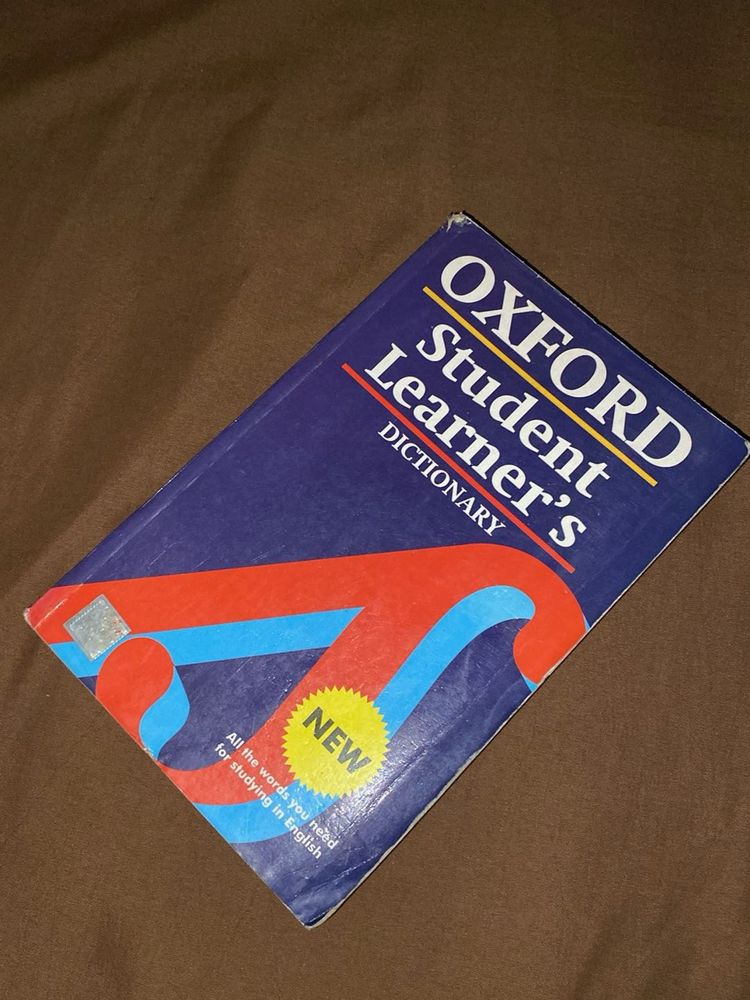 OXFORD
Student
Learner's
DICTIONARY
NEW
All the words you need
for studying in English